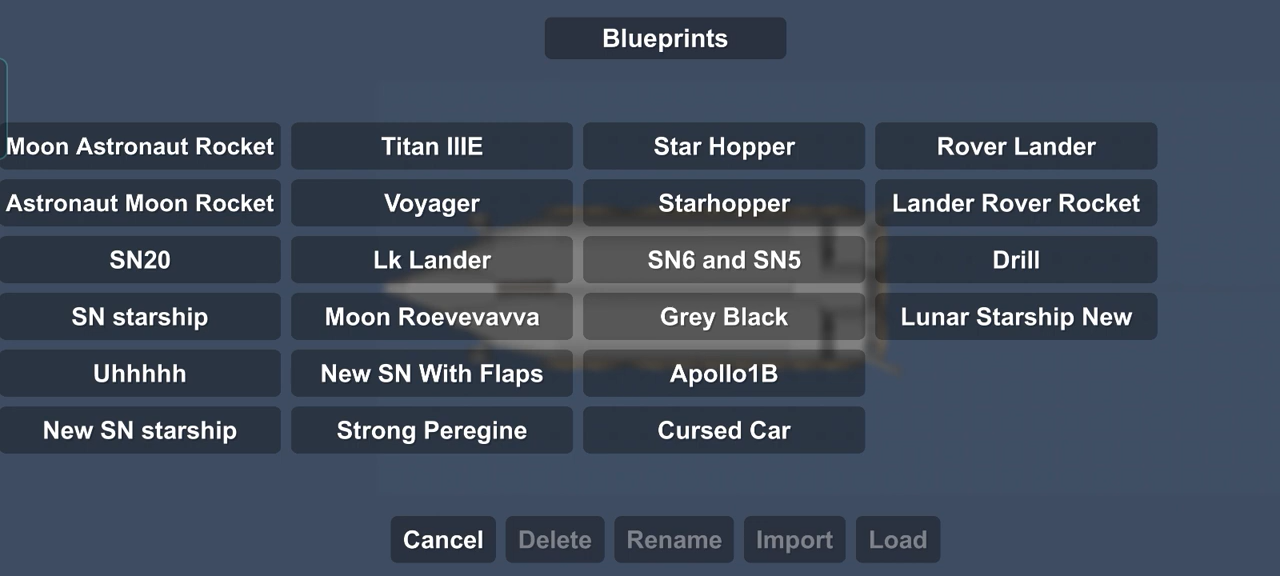 Blueprints
Moon Astronaut Rocket Titan IIIE Star Hopper Rover Lander
Astronaut Moon Rocket Voyager Starhopper Lander Rover Rocket
SN20 Lk Lander SN6 and SN5 Drill
SN starship Moon Roevevavva Grey Black Lunar Starship New
Uhhhhh New SN With Flaps Apollo1B
New SN starship Strong Peregine Cursed Car
Cancel Delete Rename Import Load